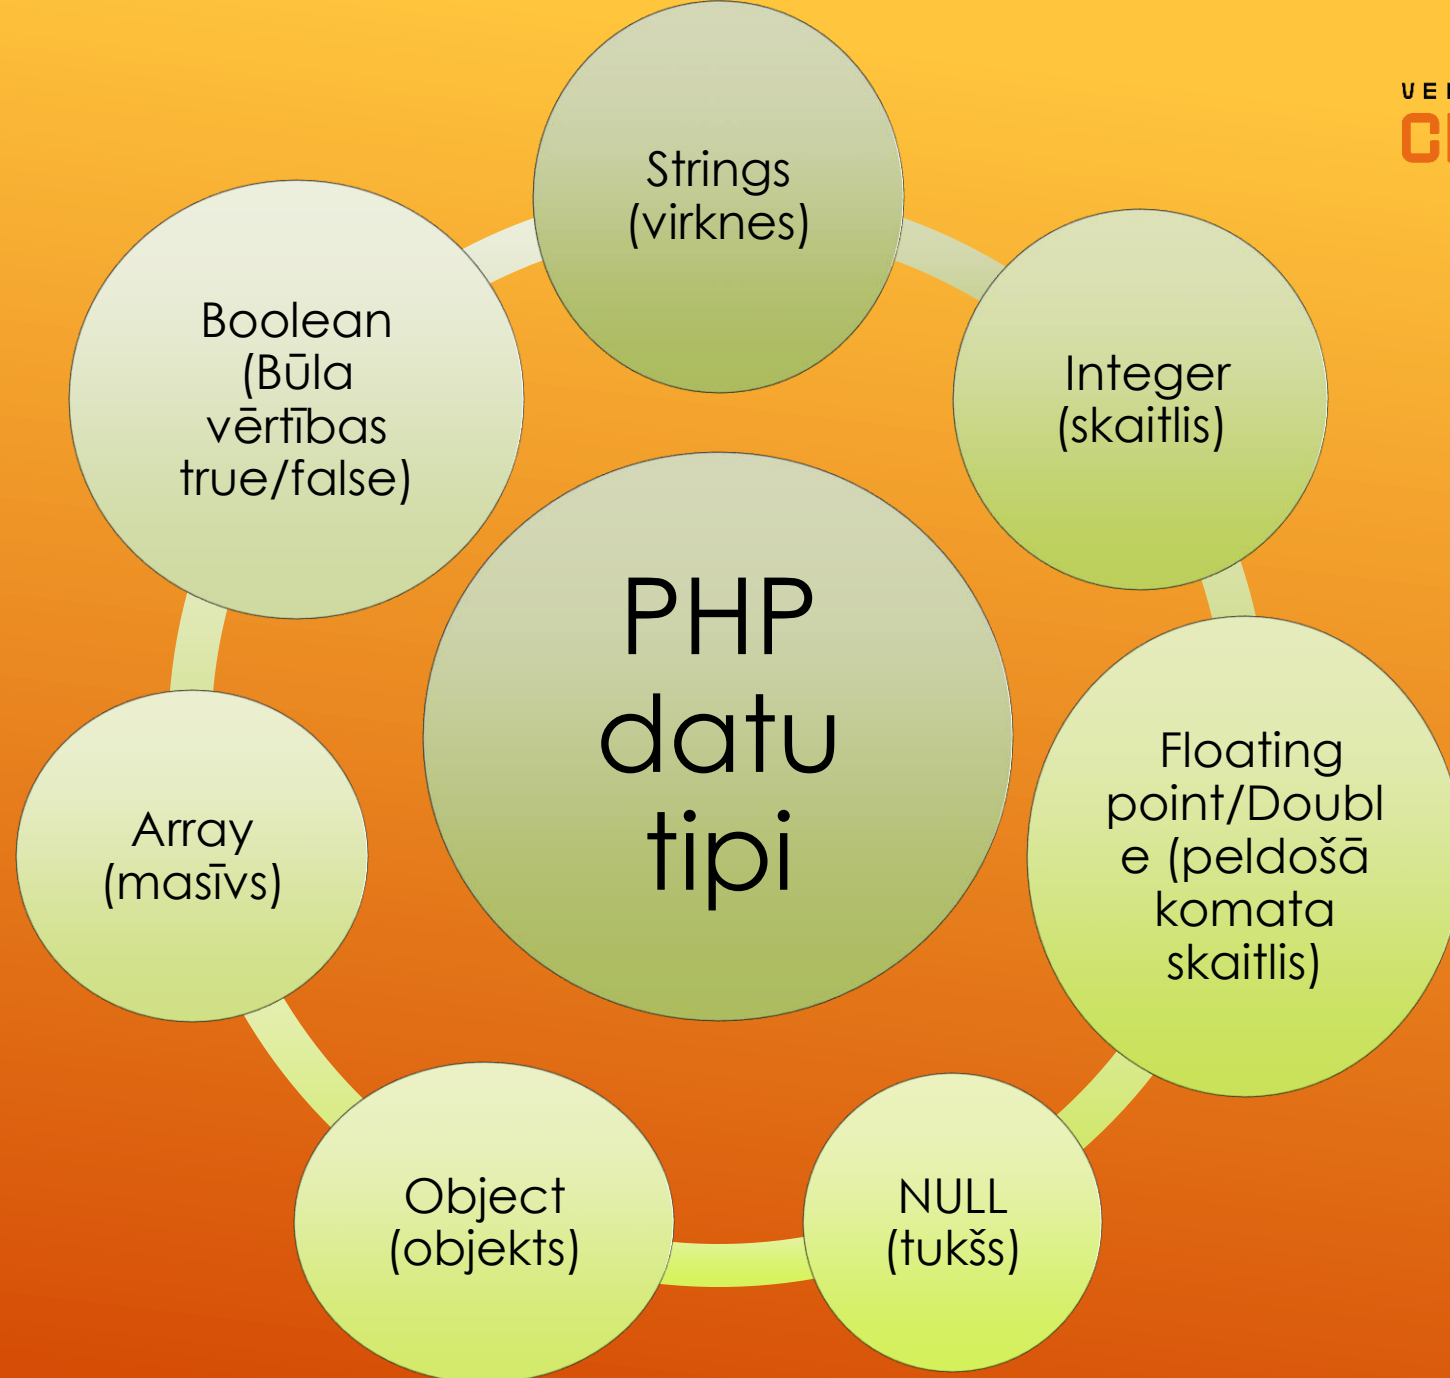 Strings
(virknes)
Integer
(skaitlis)
Floating
point/Doubl
e (peldošā
komata
skaitlis)
NULL
(tukšs)
Object
(objekts)
Array
(masīvs)
Boolean
(Būla
vērtības
true/false)
PHP
datu
tipi